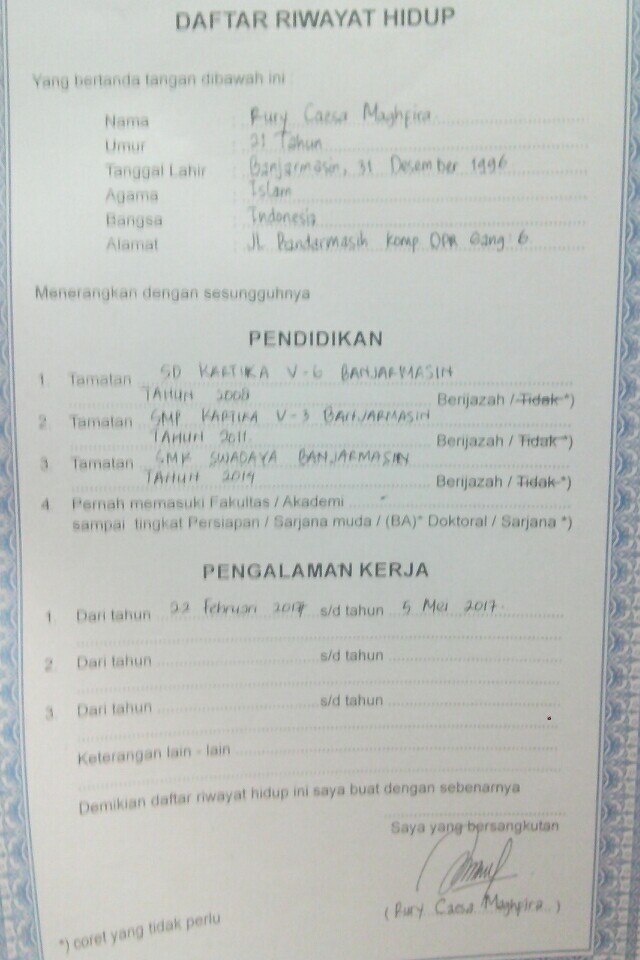 DAFTAR RIWAYAT HIDUP
Yang bertanda tangan dibawah ini :
Nama : Rury Caesa Maghpira
Umur : 21 Tahun
Tanggal Lahir : Banjarmasin, 31 Desember 1996
Agama : Islam
Bangsa : Indonesia
Alamat : Jl. Bandarmasih komp DPR Gang 6
Menerangkan dengan sesungguhnya
PENDIDIKAN
1. Tamatan SD KARTIKA V-6 BANJARMASIN
TAHUN 2008 Berijazah / Tidak *)
2. Tamatan SMP KARTIKA V-3 BANJARMASIN
TAHUN 2011 Berijazah / Tidak *)
3. Tamatan SMK SWADAYA BANJARMASIN
TAHUN 2014 Berijazah / Tidak *)
4. Pernah memasuki Fakultas / Akademi -
sampai tingkat Persiapan / Sarjana muda / (BA)* Doktoral / Sarjana *)
PENGALAMAN KERJA
1. Dari tahun 22 Februari 2017 s/d tahun 5 Mei 2017
2. Dari tahun s/d tahun
3. Dari tahun s/d tahun
Keterangan lain - lain
Demikian daftar riwayat hidup ini saya buat dengan sebenarnya
Saya yang bersangkutan
( Rury Caesa Maghpira )
*) coret yang tidak perlu